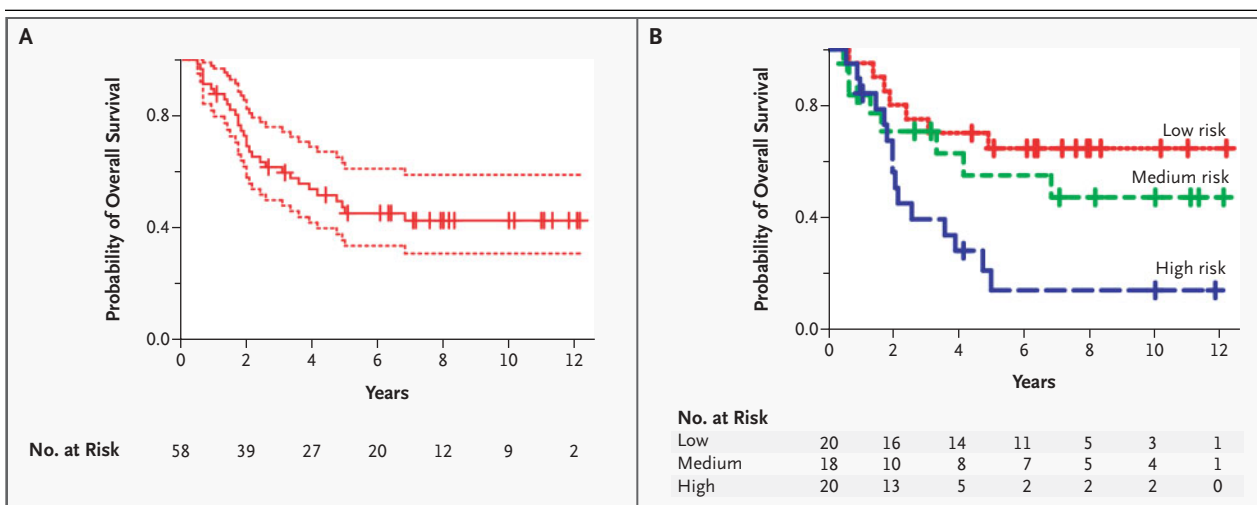 A
Probability of Overall Survival
0.8
0.4
0.0
0 2 4 6 8 10 12
Years
No. at Risk 58 39 27 20 12 9 2
B
Probability of Overall Survival
0.8
0.4
0.0
Low risk
Medium risk
High risk
0 2 4 6 8 10 12
Years
No. at Risk
Low 20 16 14 11 5 3 1
Medium 18 10 8 7 5 4 1
High 20 13 5 2 2 2 0